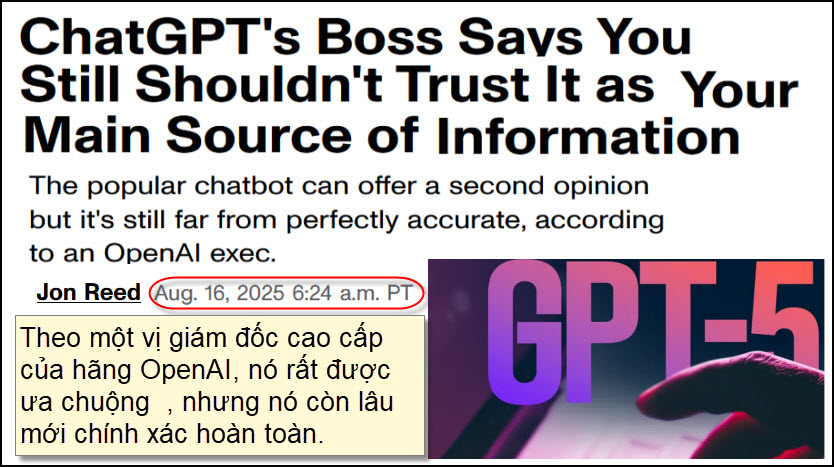 ChatGPT's Boss Says You
Still Shouldn't Trust It as Your
Main Source of Information
The popular chatbot can offer a second opinion
but it's still far from perfectly accurate, according
to an OpenAI exec.
Jon Reed Aug. 16, 2025 6:24 a.m. PT
Theo một vị giám đốc cao cấp
của hãng OpenAI, nó rất được
ưa chuộng , nhưng nó còn lâu
mới chính xác hoàn toàn.
GPT-5